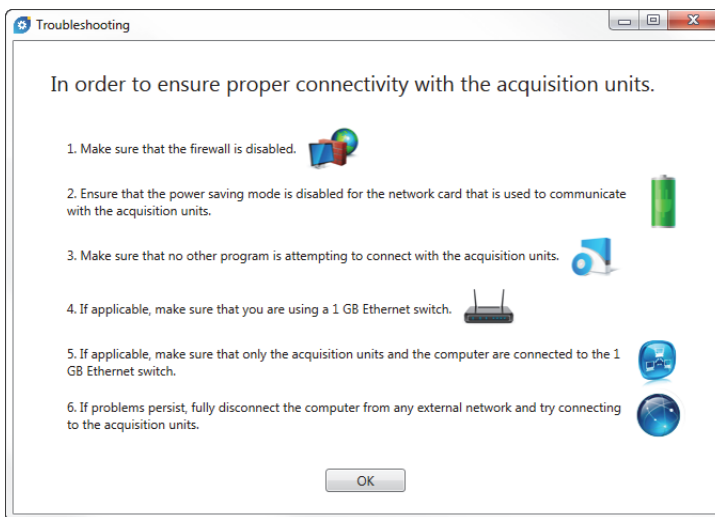 Troubleshooting
In order to ensure proper connectivity with the acquisition units.
1. Make sure that the firewall is disabled.
2. Ensure that the power saving mode is disabled for the network card that is used to communicate
with the acquisition units.
3. Make sure that no other program is attempting to connect with the acquisition units.
4. If applicable, make sure that you are using a 1 GB Ethernet switch.
5. If applicable, make sure that only the acquisition units and the computer are connected to the 1
GB Ethernet switch.
6. If problems persist, fully disconnect the computer from any external network and try connecting
to the acquisition units.
OK